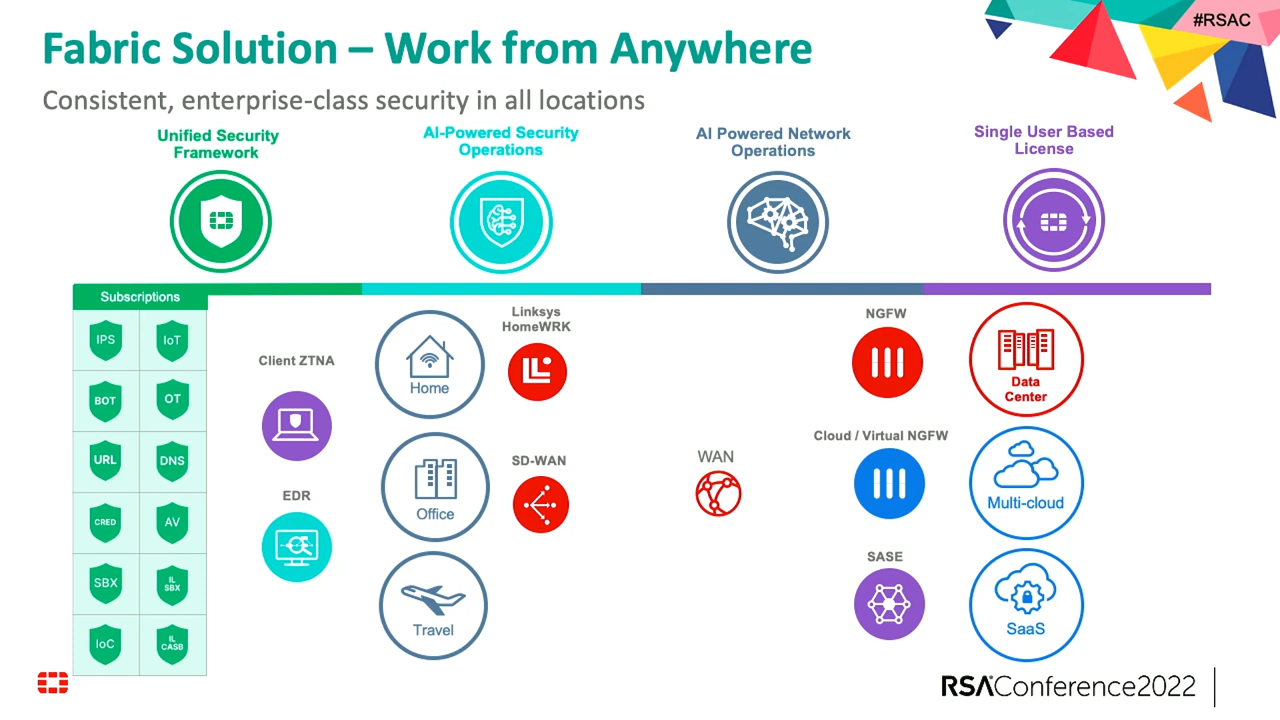 #RSAC
Fabric Solution – Work from Anywhere
Consistent, enterprise-class security in all locations
Unified Security
Framework
AI-Powered Security
Operations
AI Powered Network
Operations
Single User Based
License
Subscriptions
IPS
IoT
BOT
OT
URL
DNS
CRED
AV
SBX
IL
SBX
IoC
IL
CASB
Client ZTNA
EDR
Home
Office
Travel
Linksys
HomeWRK
SD-WAN
WAN
NGFW
Cloud / Virtual NGFW
SASE
Data
Center
Multi-cloud
SaaS
RSAConference2022